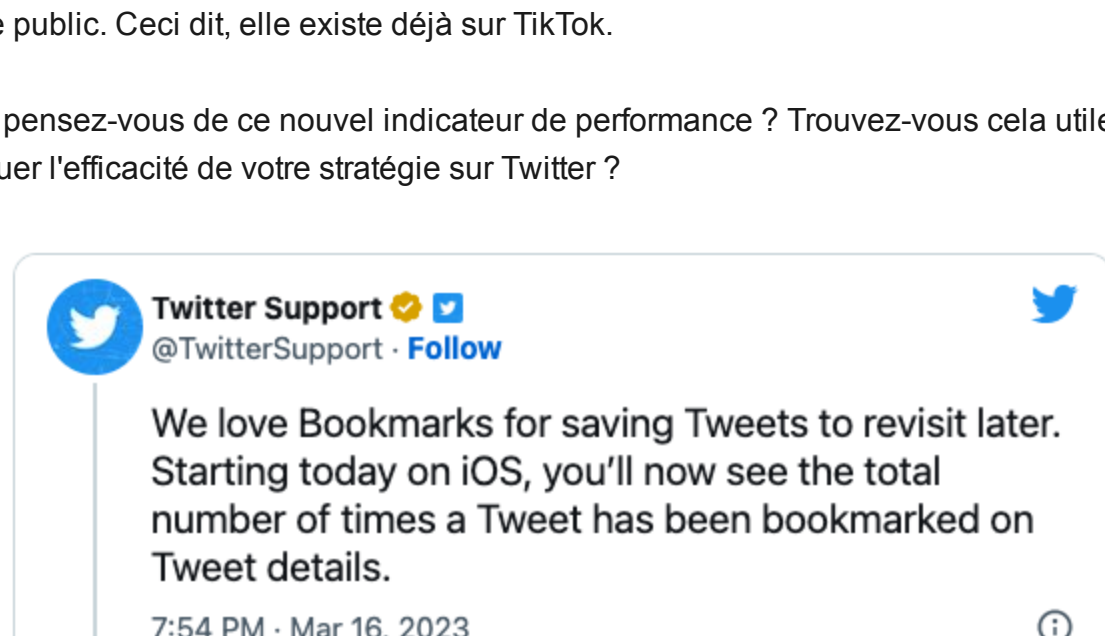 public. Ceci dit, elle existe déjà sur TikTok.
pensez-vous de ce nouvel indicateur de performance ? Trouvez-vous cela utile
l'efficacité de votre stratégie sur Twitter ?
Twitter Support
@TwitterSupport · Follow
We love Bookmarks for saving Tweets to revisit later.
Starting today on iOS, you’ll now see the total
number of times a Tweet has been bookmarked on
Tweet details.
7:54 PM · Mar 16, 2023